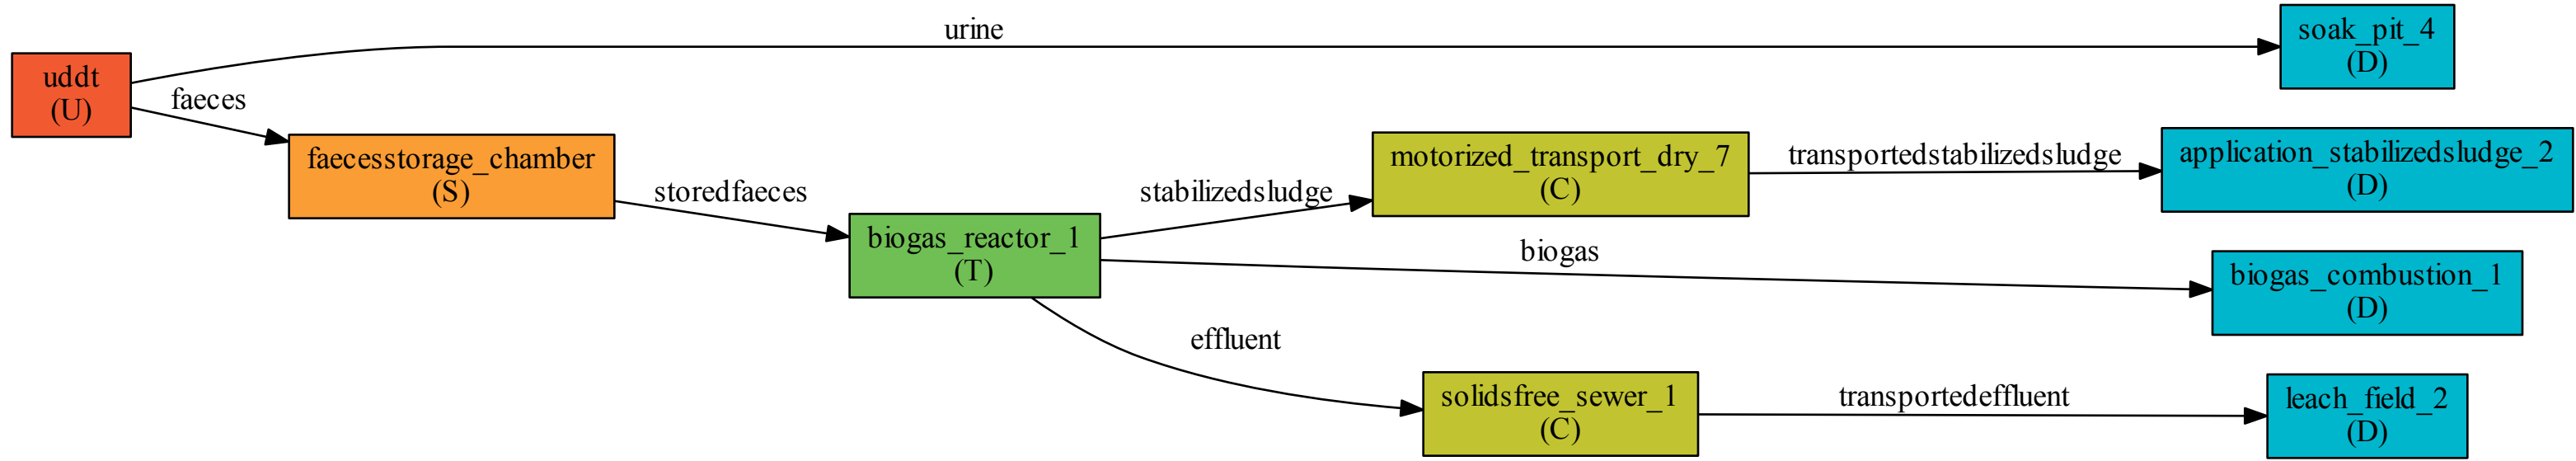 urine
soak_pit_4
(D)
uddt
(U)
faeces
faecesstorage_chamber
(S)
storedfaeces
biogas_reactor_1
(T)
stabilizedsludge
motorized_transport_dry_7
(C)
transportedstabilizedsludge
application_stabilizedsludge_2
(D)
biogas
biogas_combustion_1
(D)
effluent
solidsfree_sewer_1
(C)
transportedeffluent
leach_field_2
(D)